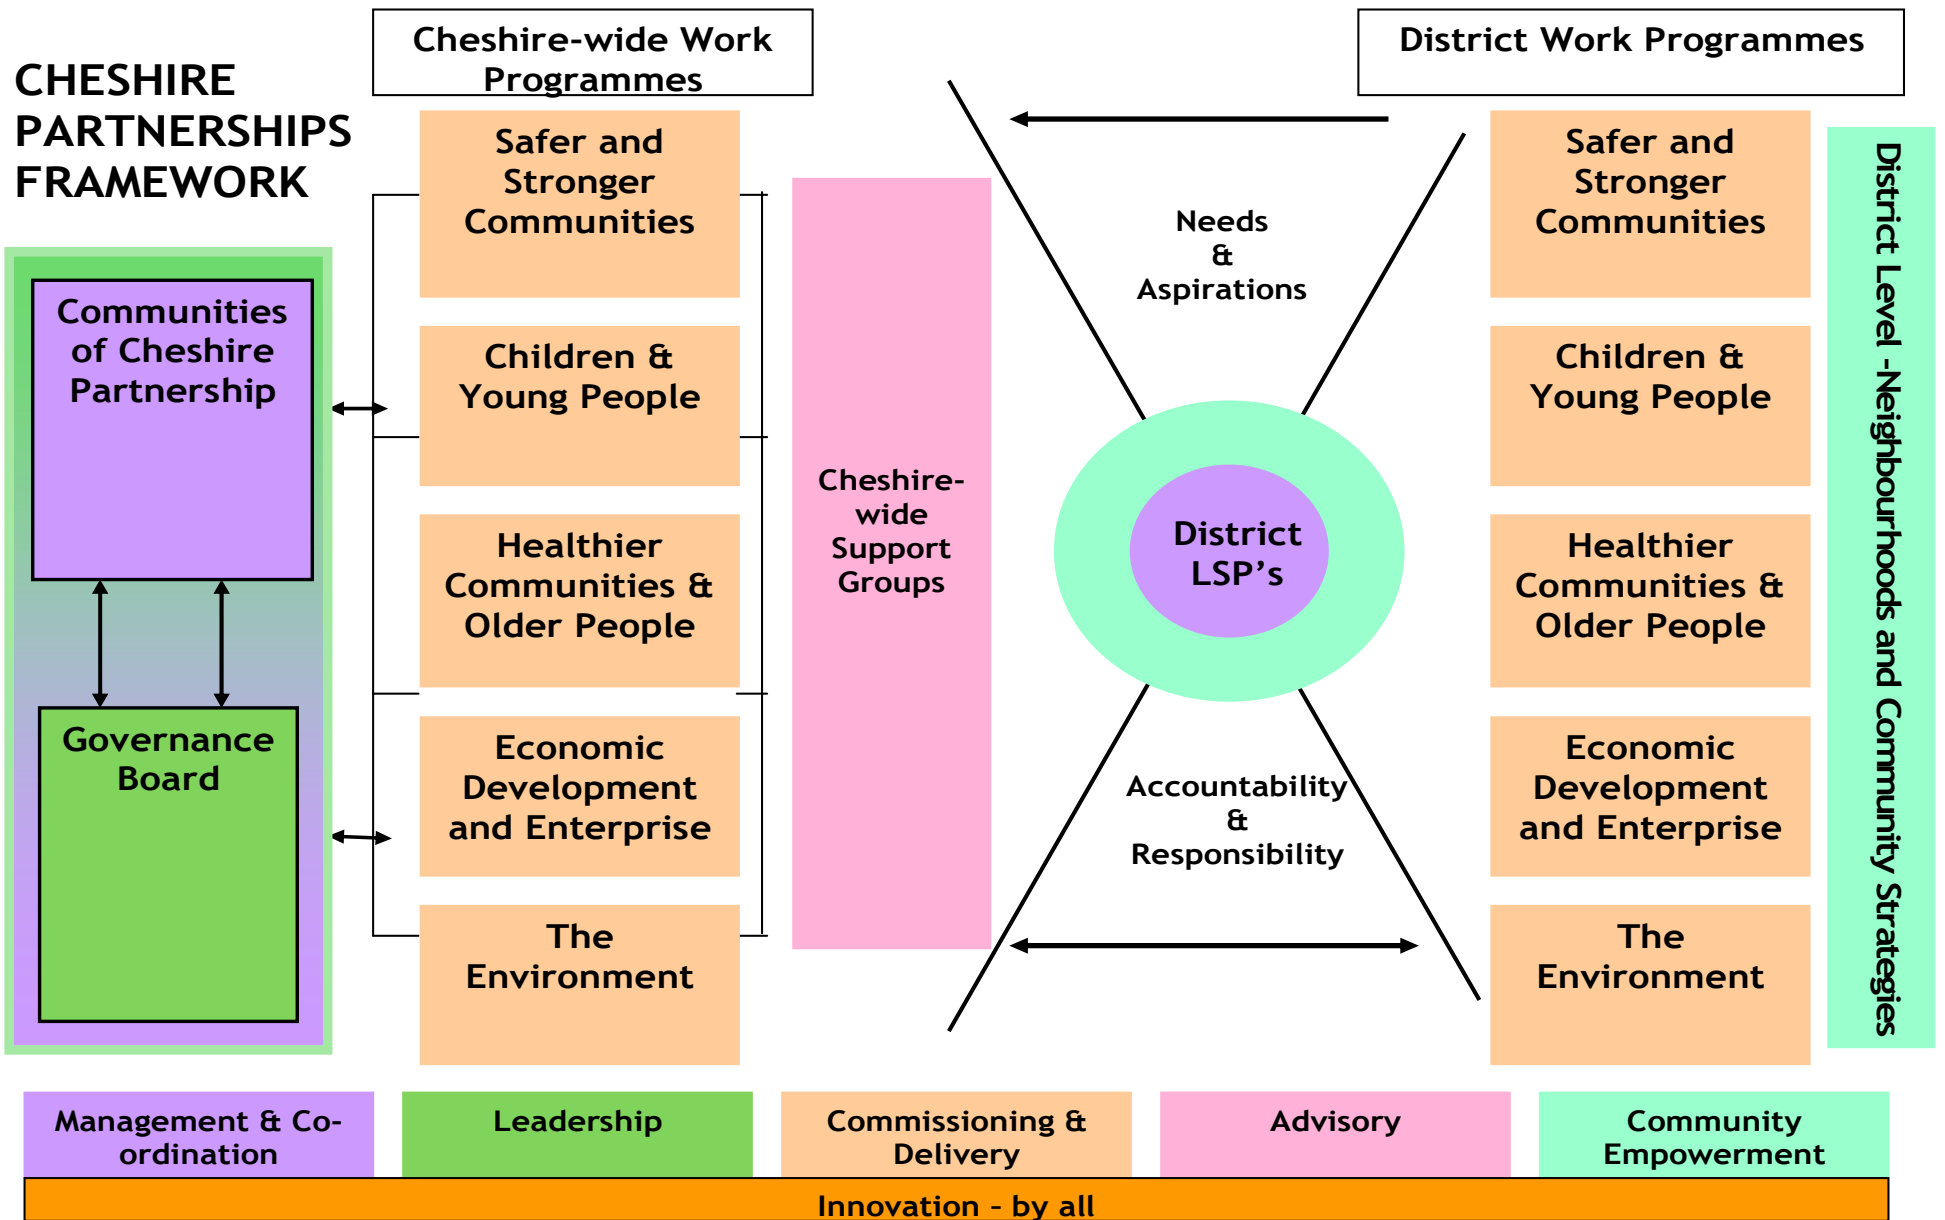 CHESHIRE
PARTNERSHIPS
FRAMEWORK
Cheshire-wide Work
Programmes
District Work Programmes
Communities
of Cheshire
Partnership
Governance
Board
Safer and
Stronger
Communities
Children &
Young People
Healthier
Communities &
Older People
Economic
Development
and Enterprise
The
Environment
Cheshire-
wide
Support
Groups
Needs
&
Aspirations
District
LSP’s
Accountability
&
Responsibility
Safer and
Stronger
Communities
Children &
Young People
Healthier
Communities &
Older People
Economic
Development
and Enterprise
The
Environment
District Level -Neighbourhoods and Community Strategies
Management & Co-
ordination
Leadership
Commissioning &
Delivery
Advisory
Community
Empowerment
Innovation - by all